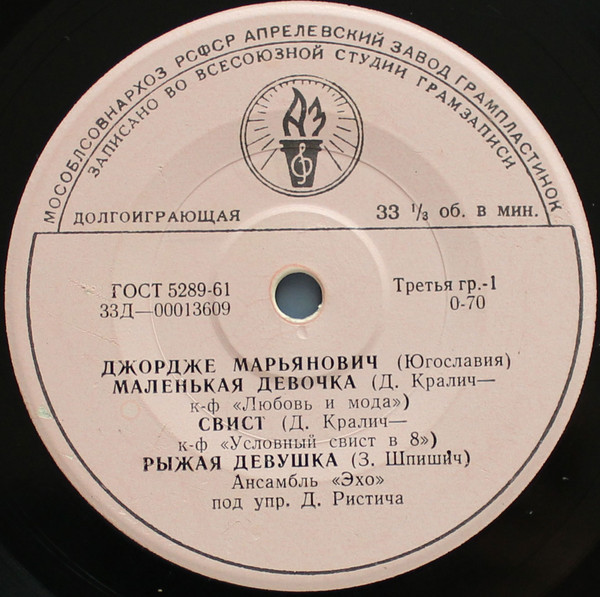 МОСОБЛСОВНАРХОЗ РСФСР АПРЕЛЕВСКИЙ ЗАВОД ГРАМПЛАСТИНОК
ЗАПИСАНО ВО ВСЕСОЮЗНОЙ СТУДИИ ГРАМЗАПИСИ
АЗ
ДОЛГОИГРАЮЩАЯ 33 ⅓ об. в мин.
ГОСТ 5289-61 Третья гр.-1
33Д—00013609 0-70
ДЖОРДЖЕ МАРЬЯНОВИЧ (Югославия)
МАЛЕНЬКАЯ ДЕВОЧКА (Д. Кралич—
к-ф «Любовь и мода»)
СВИСТ (Д. Кралич—
к-ф «Условный свист в 8»)
РЫЖАЯ ДЕВУШКА (З. Шпишич)
Ансамбль «Эхо»
под упр. Д. Ристича